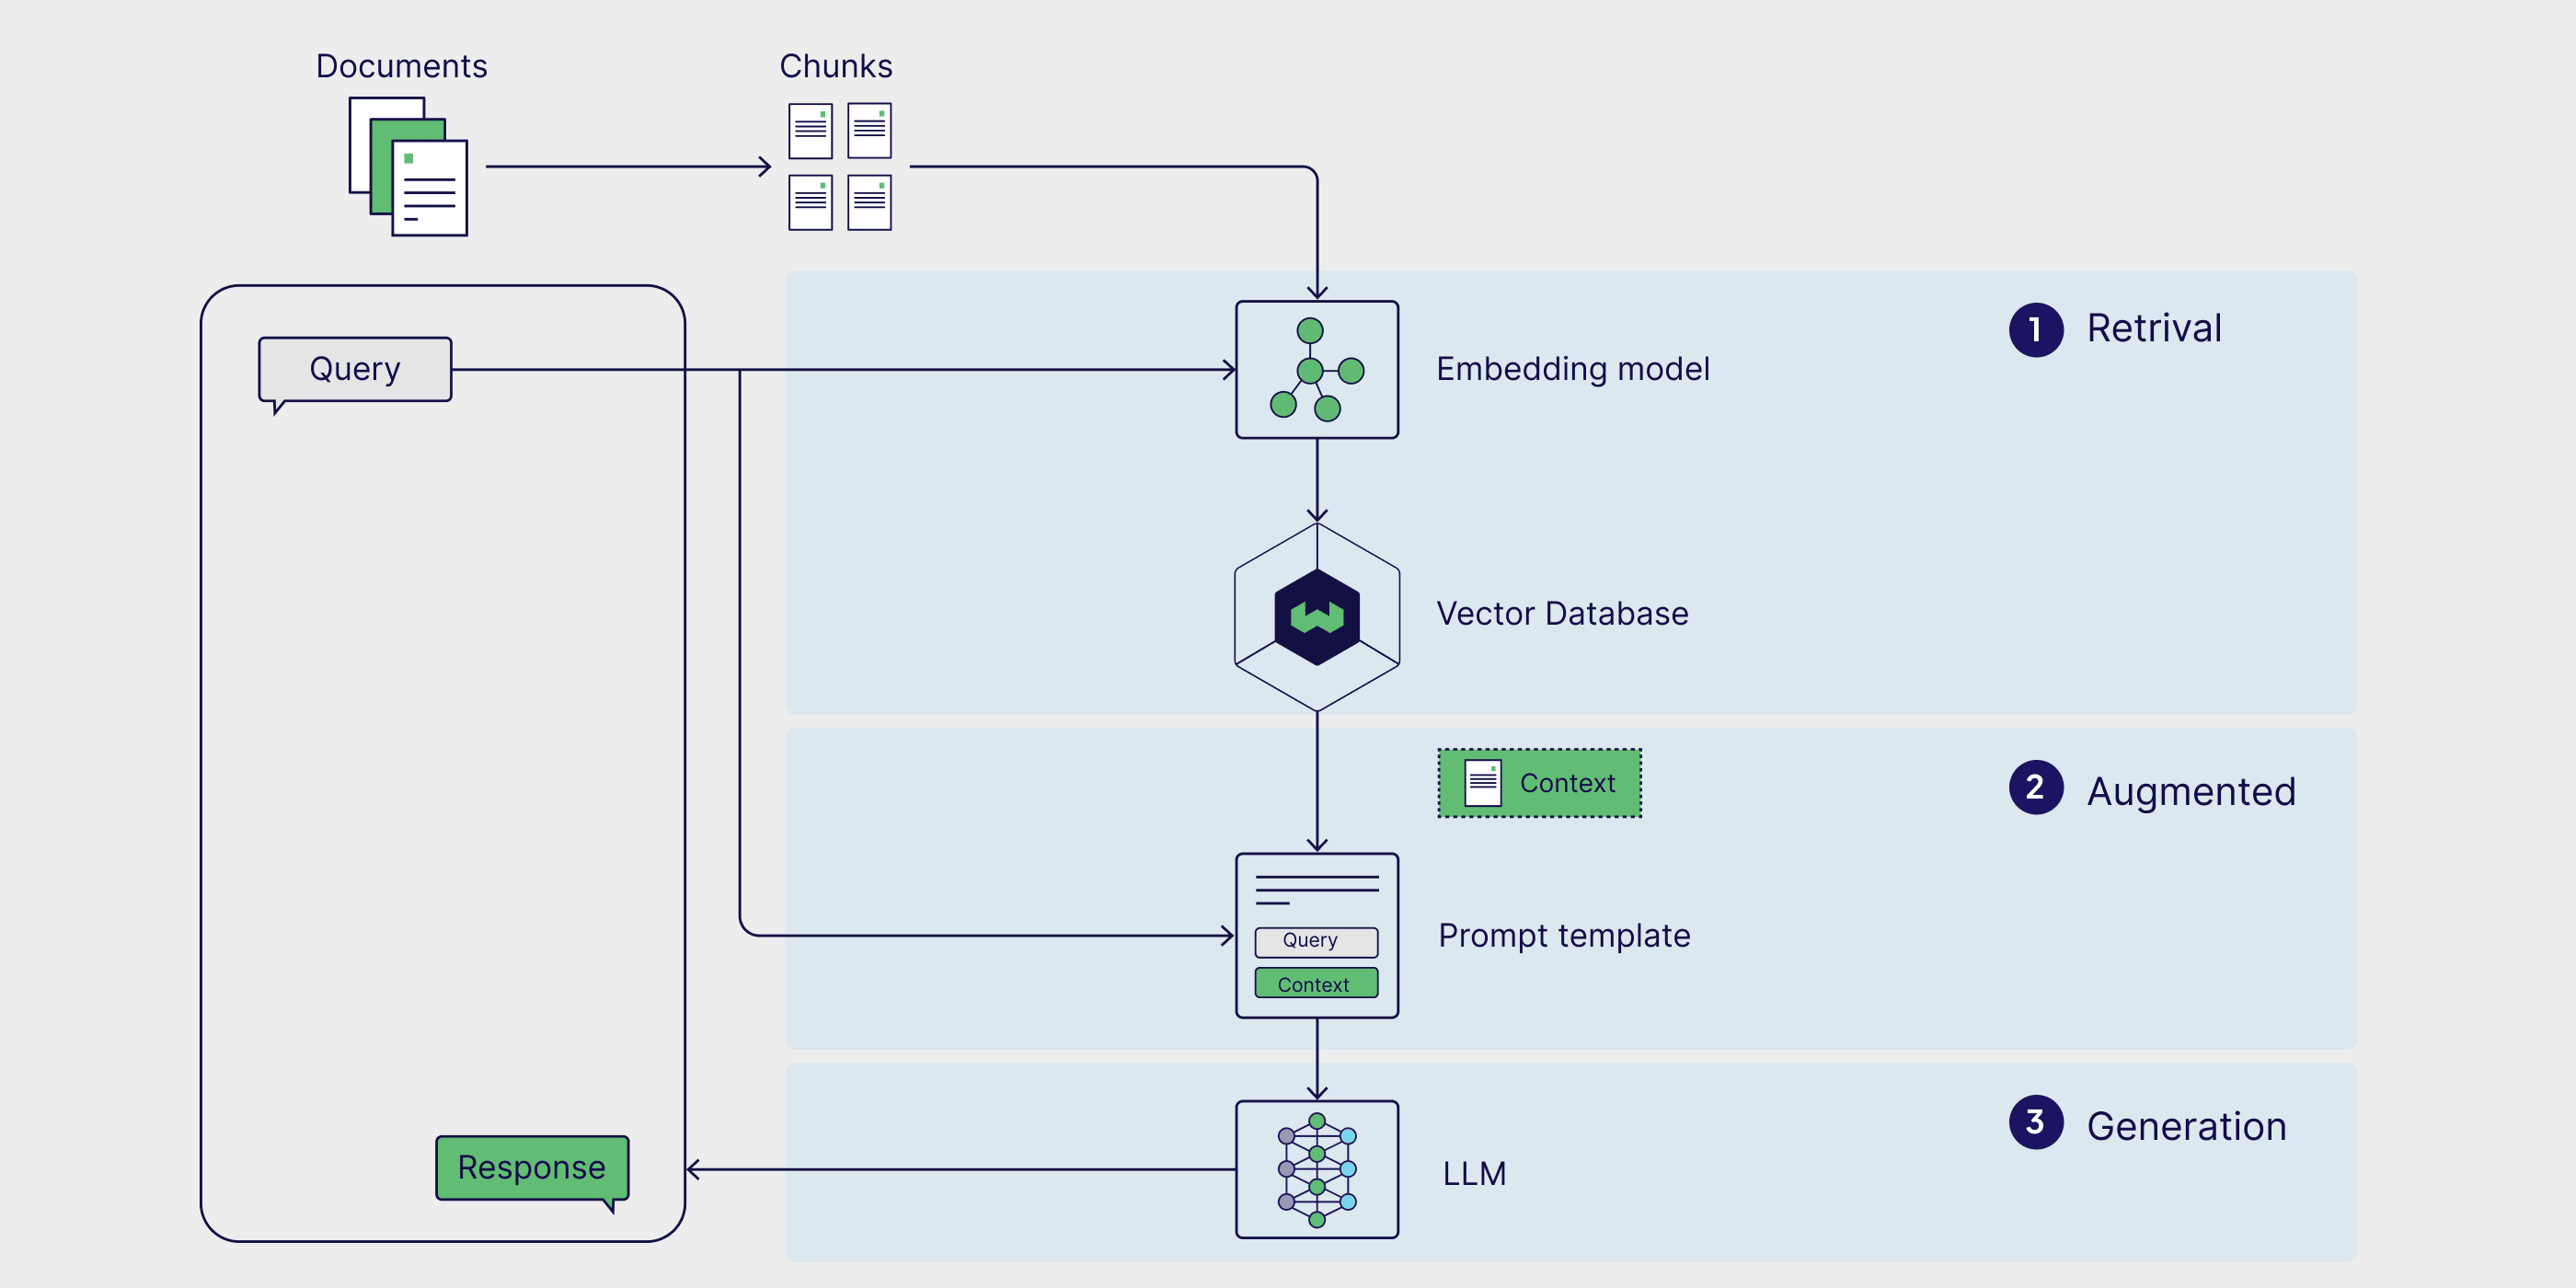 Documents
Chunks
Query
Embedding model
1 Retrival
Vector Database
Context
2 Augmented
Query
Context
Prompt template
3 Generation
Response
LLM